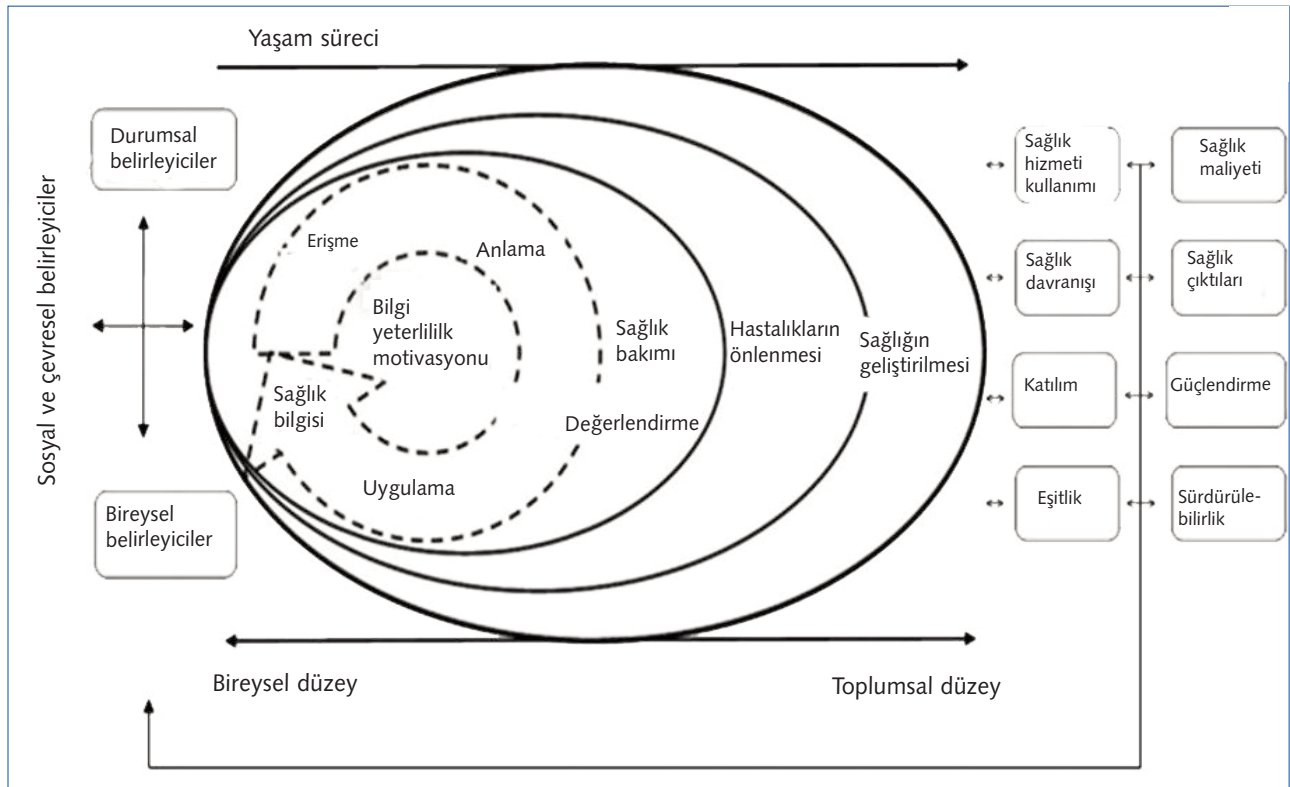 Yaşam süreci
Sosyal ve çevresel belirleyiciler
Durumsal
belirleyiciler
Bireysel
belirleyiciler
Erişme
Anlama
Bilgi
yeterlililk
motivasyonu
Sağlık
bilgisi
Uygulama
Değerlendirme
Sağlık
bakımı
Hastalıkların
önlenmesi
Sağlığın
geliştirilmesi
Sağlık
hizmeti
kullanımı
Sağlık
maliyeti
Sağlık
davranışı
Sağlık
çıktıları
Katılım
Güçlendirme
Eşitlik
Sürdürüle-
bilirlik
Bireysel düzey
Toplumsal düzey